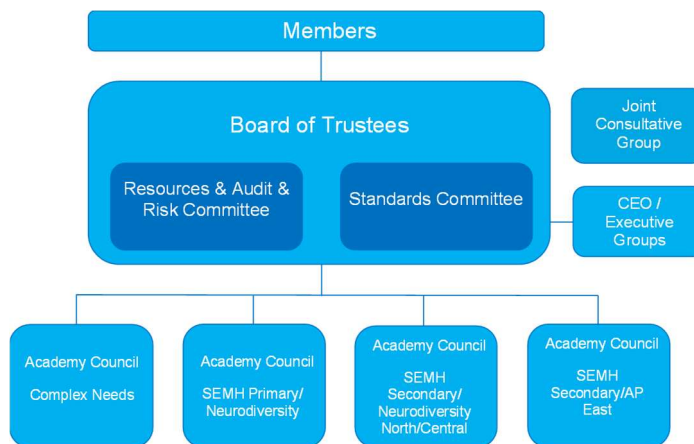 Members
Board of Trustees
Joint
Consultative
Group
Resources & Audit &
Risk Committee
Standards Committee
CEO /
Executive
Groups
Academy Council
Complex Needs
Academy Council
SEMH Primary/
Neurodiversity
Academy Council
SEMH
Secondary/
Neurodiversity
North/Central
Academy Council
SEMH
Secondary/AP
East